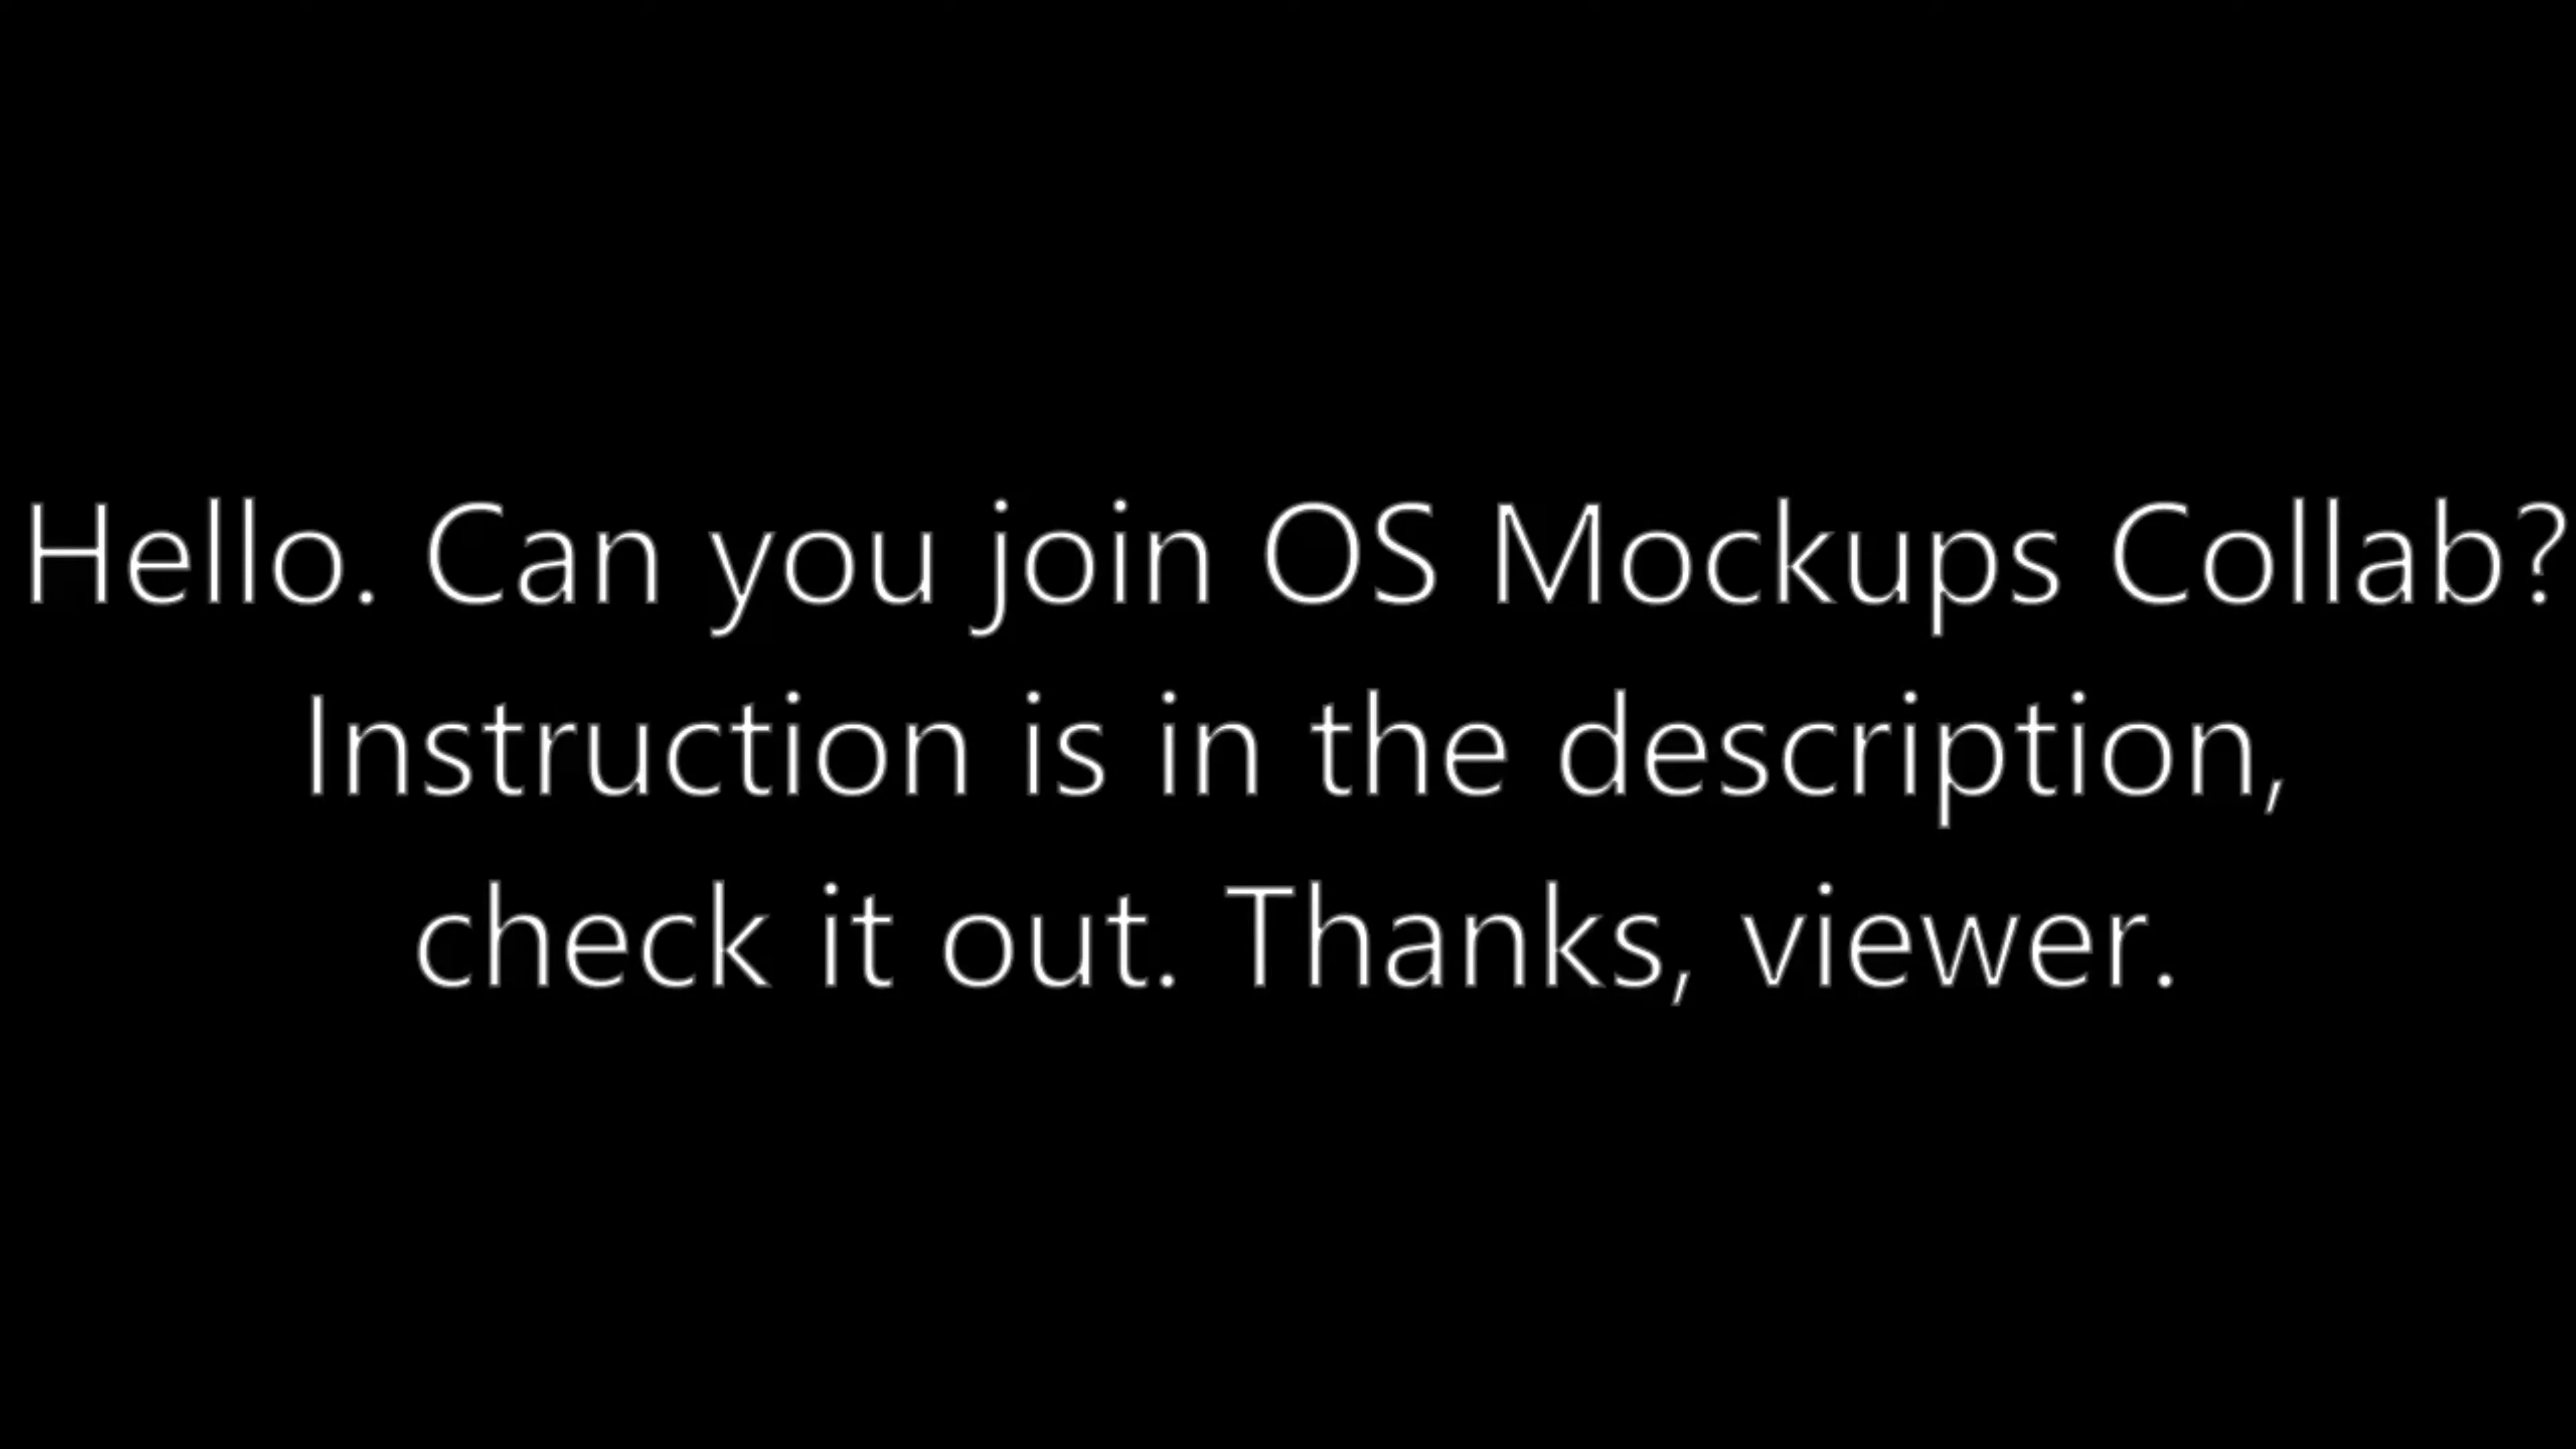 Hello. Can you join OS Mockups Collab?
Instruction is in the description,
check it out. Thanks, viewer.